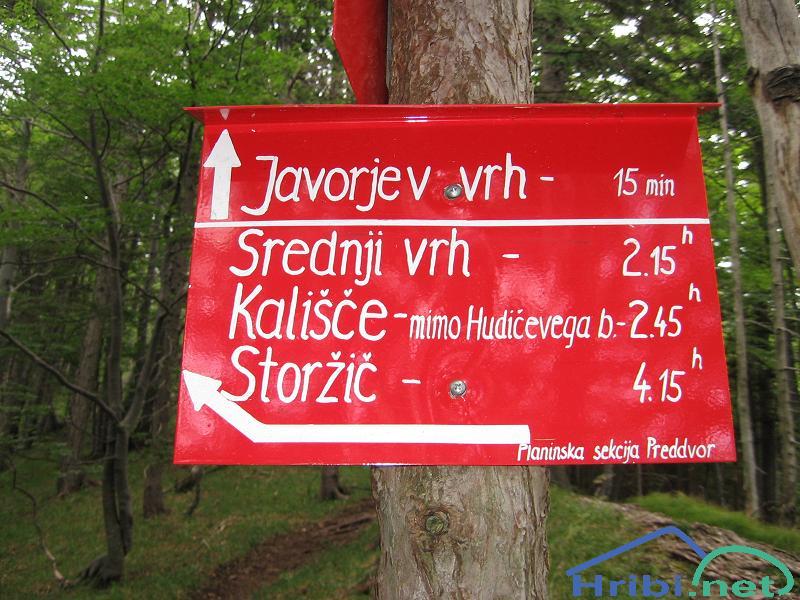 Javorjev vrh - 15 min
Srednji vrh - 2.15 h
Kališče - mimo Hudičevega b. - 2.45 h
Storžič - 4.15 h
Planinska sekcija Preddvor
Hribi.net